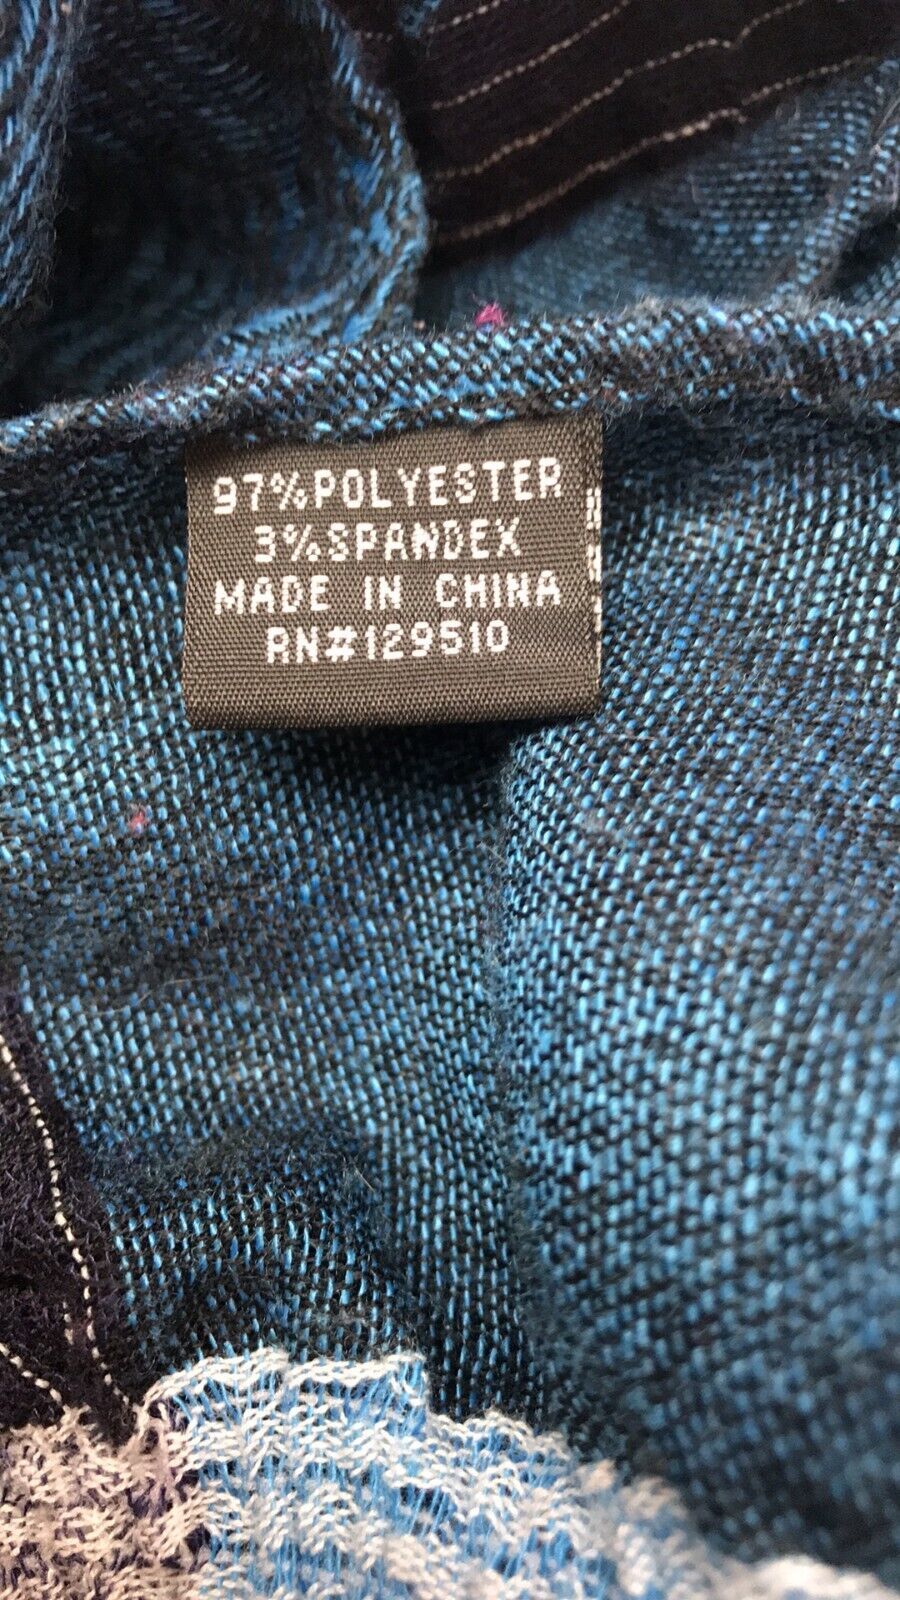 97%POLYESTER
3%SPANDEX
MADE IN CHINA
RN#129510